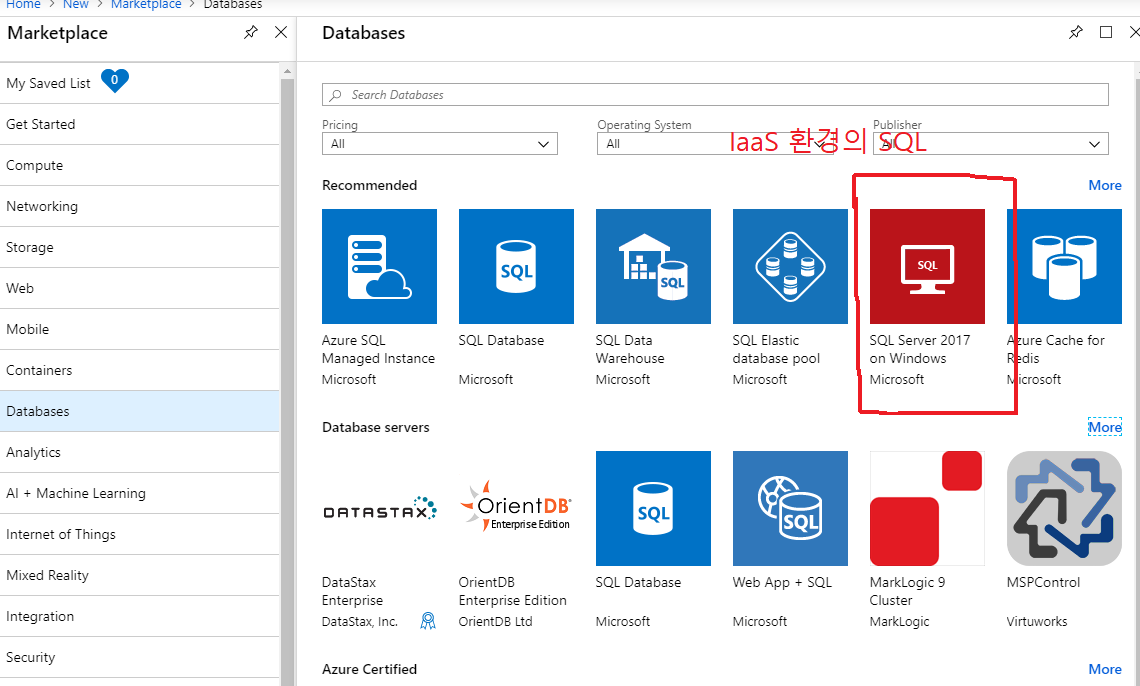 Home > New > Marketplace > Databases
Marketplace
My Saved List 0
Get Started
Compute
Networking
Storage
Web
Mobile
Containers
Databases
Analytics
AI + Machine Learning
Internet of Things
Mixed Reality
Integration
Security
Databases
Search Databases
Pricing
Operating System
Publisher
All
All
All
IaaS 환경의 SQL
Recommended
More
SQL
SQL
SQL
Azure SQL
Managed Instance
Microsoft
SQL Database
Microsoft
SQL Data
Warehouse
Microsoft
SQL Elastic
database pool
Microsoft
SQL Server 2017
on Windows
Microsoft
Azure Cache for
Redis
Microsoft
Database servers
More
DATASTAX
OrientDB
Enterprise Edition
SQL
SQL
DataStax
Enterprise
DataStax, Inc.
OrientDB
Enterprise Edition
OrientDB Ltd
SQL Database
Microsoft
Web App + SQL
Microsoft
MarkLogic 9
Cluster
MarkLogic
MSPControl
Virtuworks
Azure Certified
More